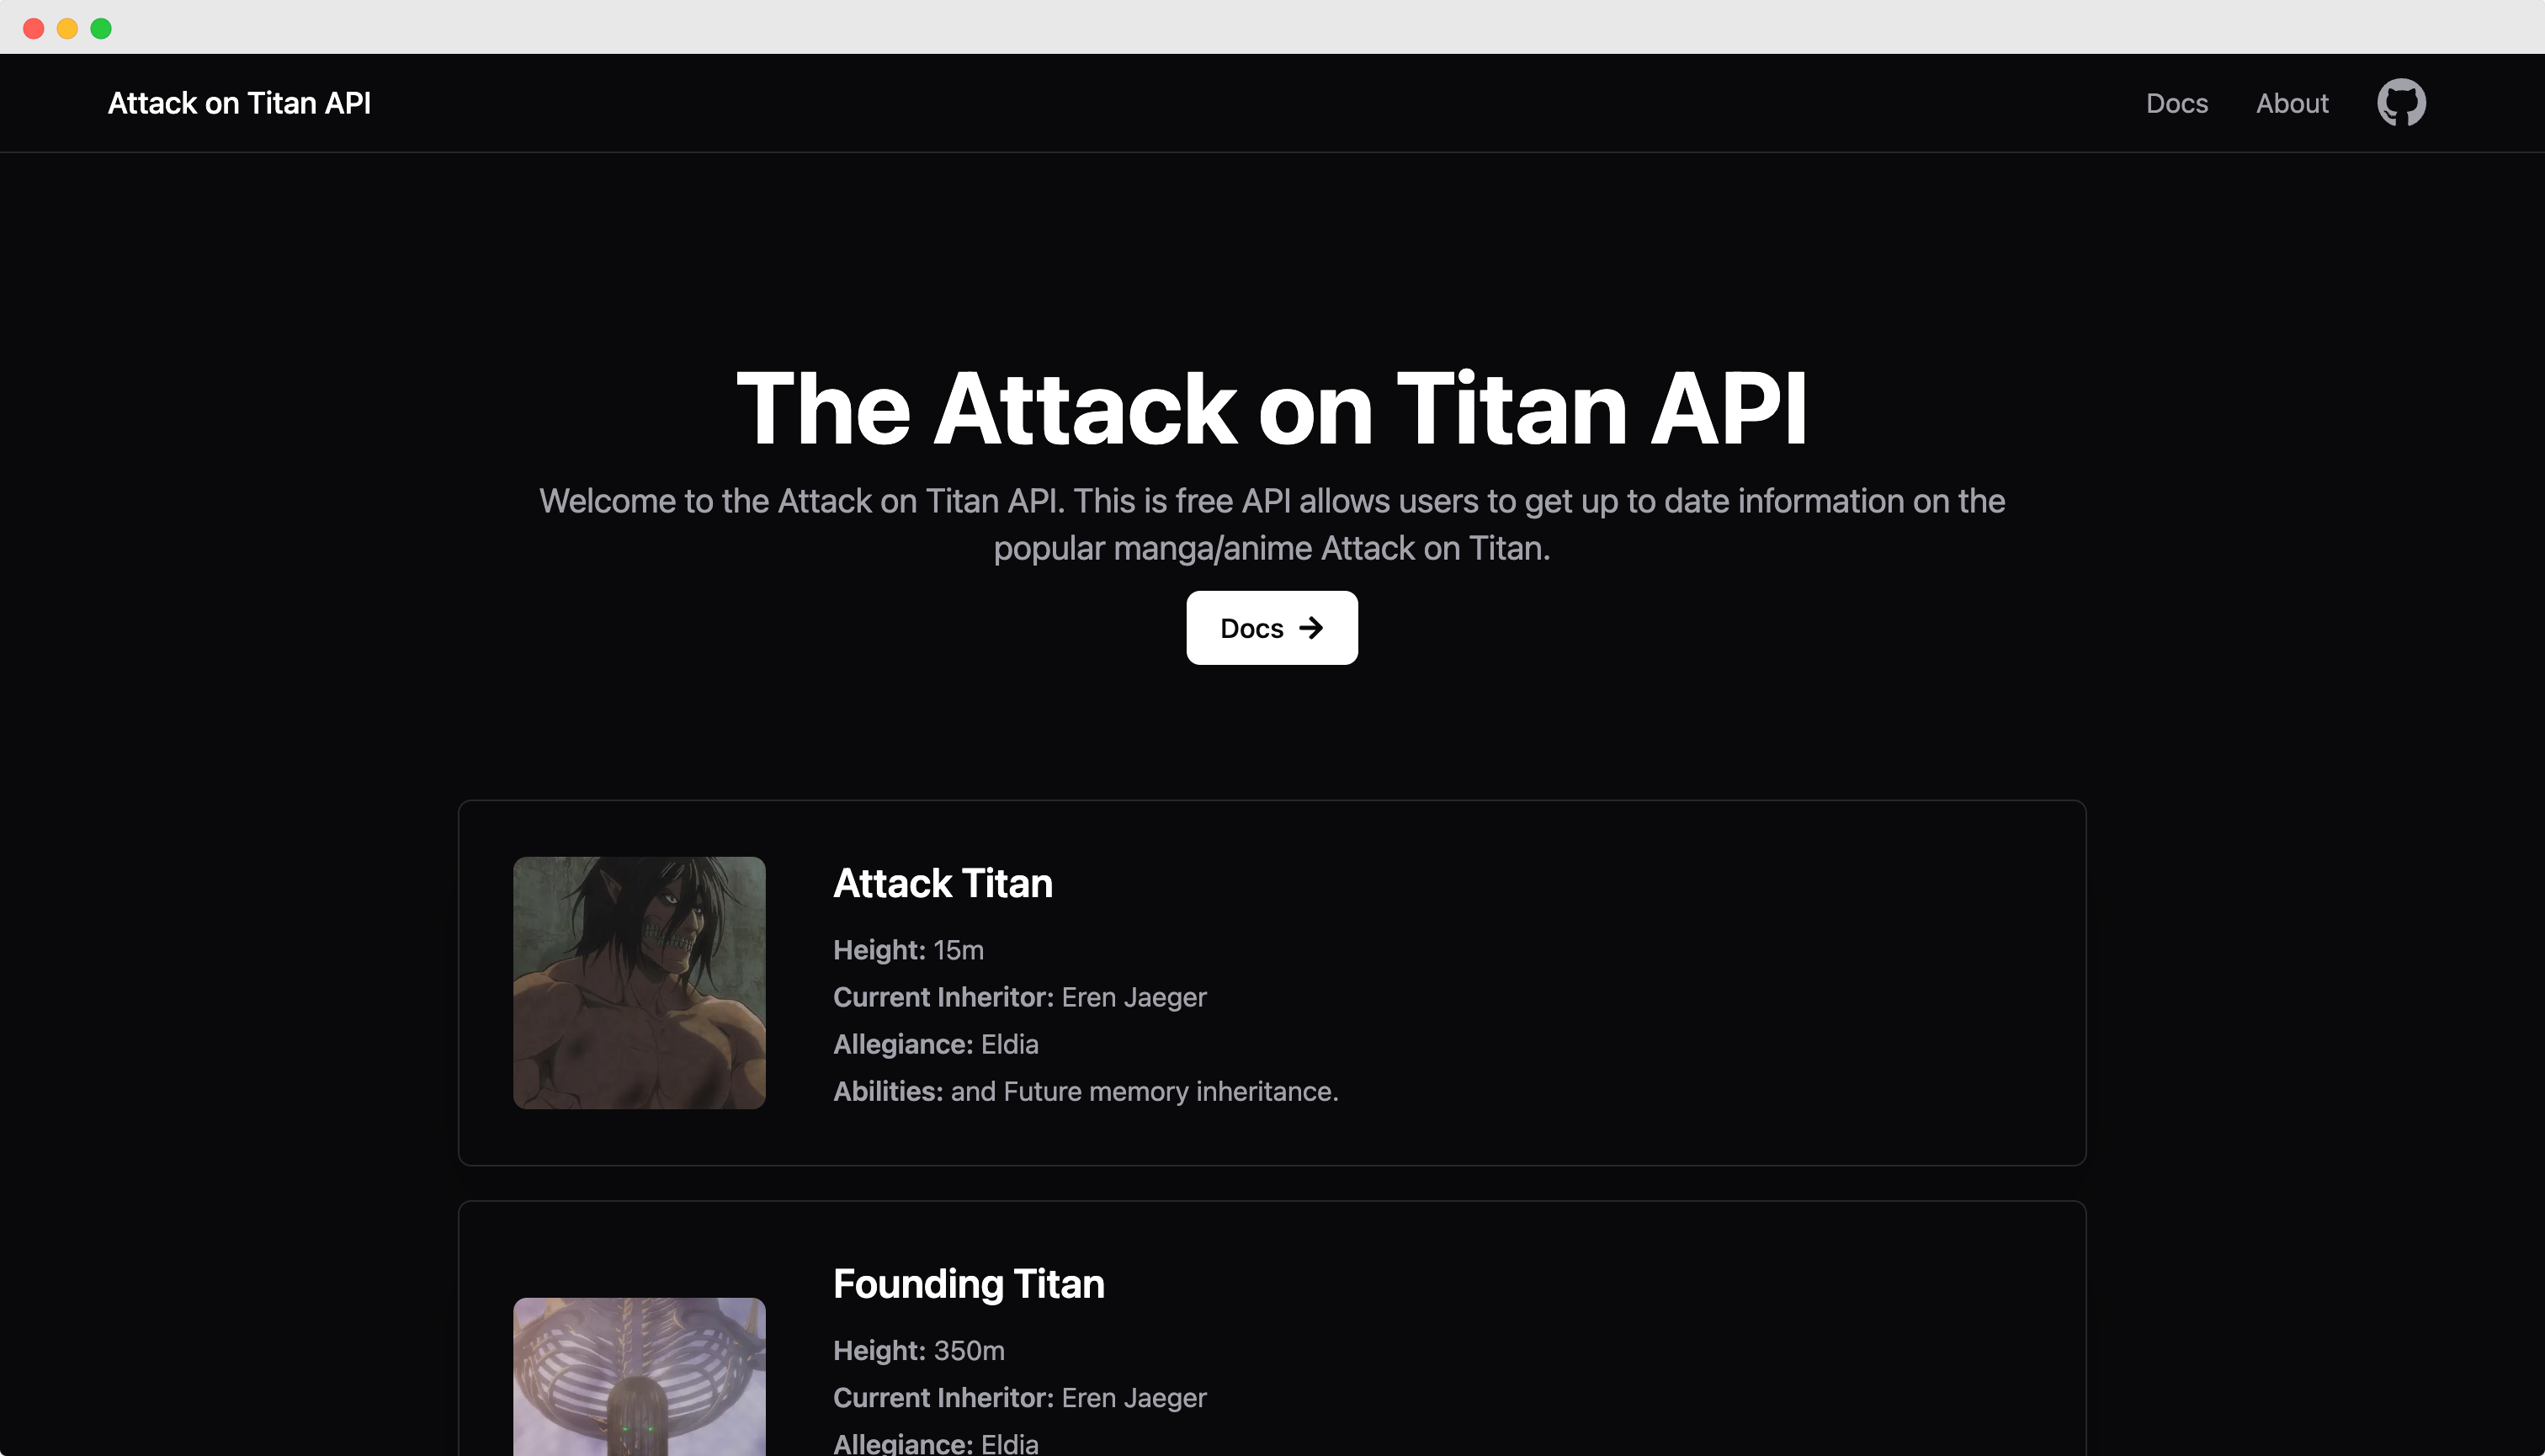 Attack on Titan API
Docs
About
The Attack on Titan API
Welcome to the Attack on Titan API. This is free API allows users to get up to date information on the
popular manga/anime Attack on Titan.
Docs →
Attack Titan
Height: 15m
Current Inheritor: Eren Jaeger
Allegiance: Eldia
Abilities: and Future memory inheritance.
Founding Titan
Height: 350m
Current Inheritor: Eren Jaeger
Allegiance: Eldia